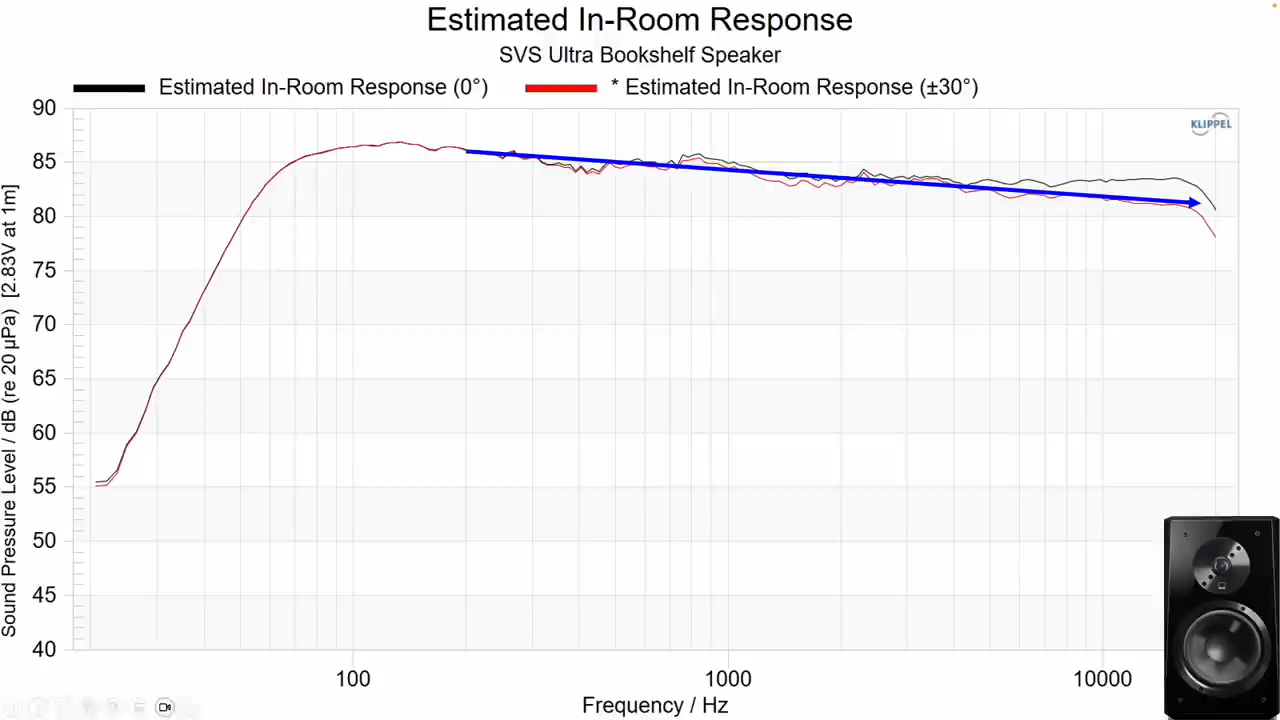 Estimated In-Room Response
SVS Ultra Bookshelf Speaker
Estimated In-Room Response (0°)
* Estimated In-Room Response (±30°)
KLIPPEL
Sound Pressure Level / dB (re 20 µPa) [2.83V at 1m]
90
85
80
75
70
65
60
55
50
45
40
100
1000
10000
Frequency / Hz